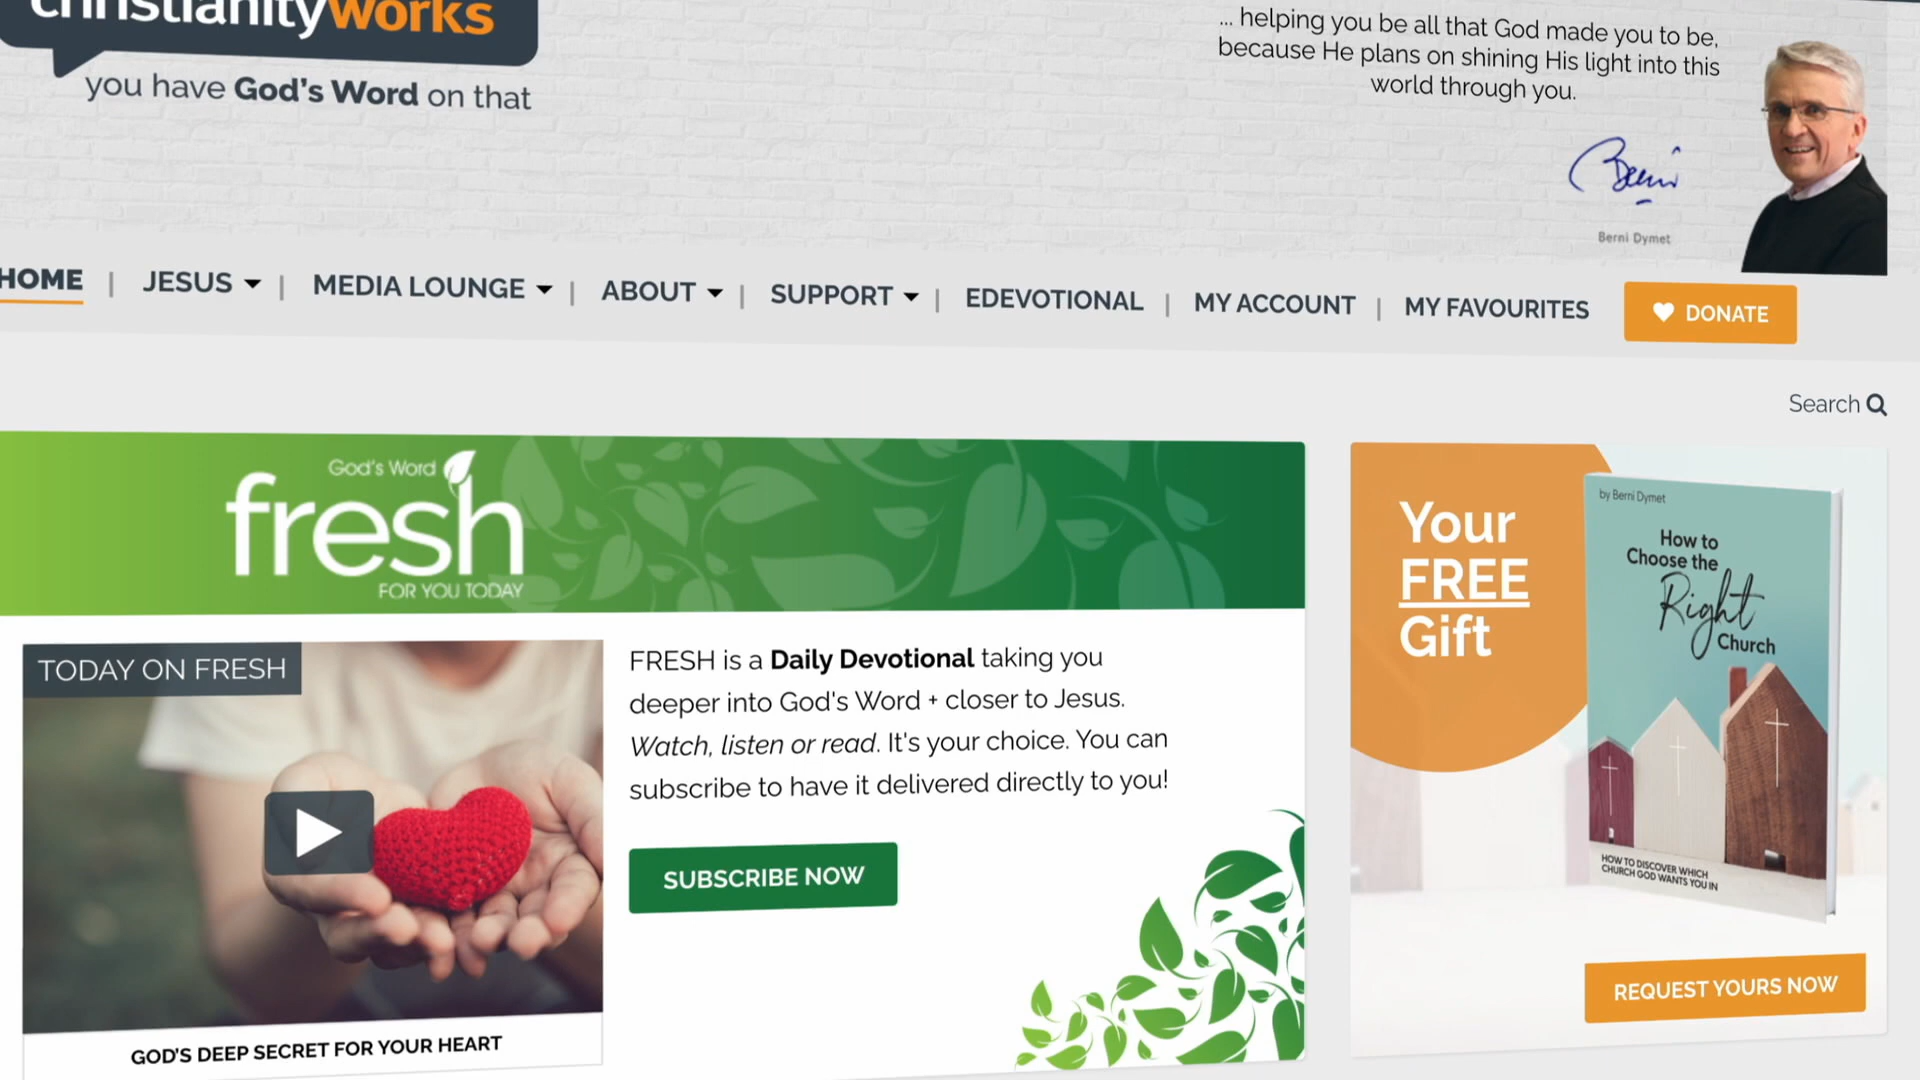 christianityworks
you have God's Word on that
... helping you be all that God made you to be,
because He plans on shining His light into this
world through you.
Berni
Berni Dymet
HOME | JESUS | MEDIA LOUNGE | ABOUT | SUPPORT | EDEVOTIONAL | MY ACCOUNT | MY FAVOURITES
DONATE
Search
God's Word
fresh
FOR YOU TODAY
TODAY ON FRESH
GOD'S DEEP SECRET FOR YOUR HEART
FRESH is a Daily Devotional taking you
deeper into God's Word + closer to Jesus.
Watch, listen or read. It's your choice. You can
subscribe to have it delivered directly to you!
SUBSCRIBE NOW
Your
FREE
Gift
by Berni Dymet
How to
Choose the
Right
Church
HOW TO DISCOVER WHICH
CHURCH GOD WANTS YOU IN
REQUEST YOURS NOW